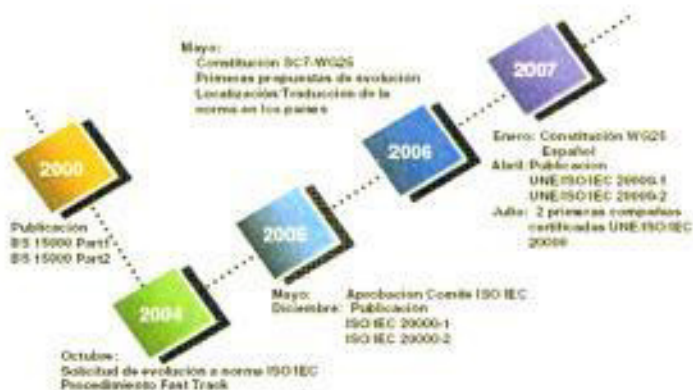 2000
Publicación
BS 15000 Part1
BS 15000 Part2
2004
Octubre:
Solicitud de evolución a norma ISO IEC
Procedimiento Fast Track
2005
Mayo: Aprobación Comité ISO IEC
Diciembre: Publicación
ISO IEC 20000-1
ISO IEC 20000-2
2006
Mayo:
Constitución SC7-WG25
Primeras propuestas de evolución
Localización/Traducción de la
norma en los países
2007
Enero: Constitución WG25
Español
Abril: Publicación
UNE/ISO IEC 20000-1
UNE/ISO IEC 20000-2
Julio: 2 primeras compañías
certificadas UNE/ISO/IEC
20000